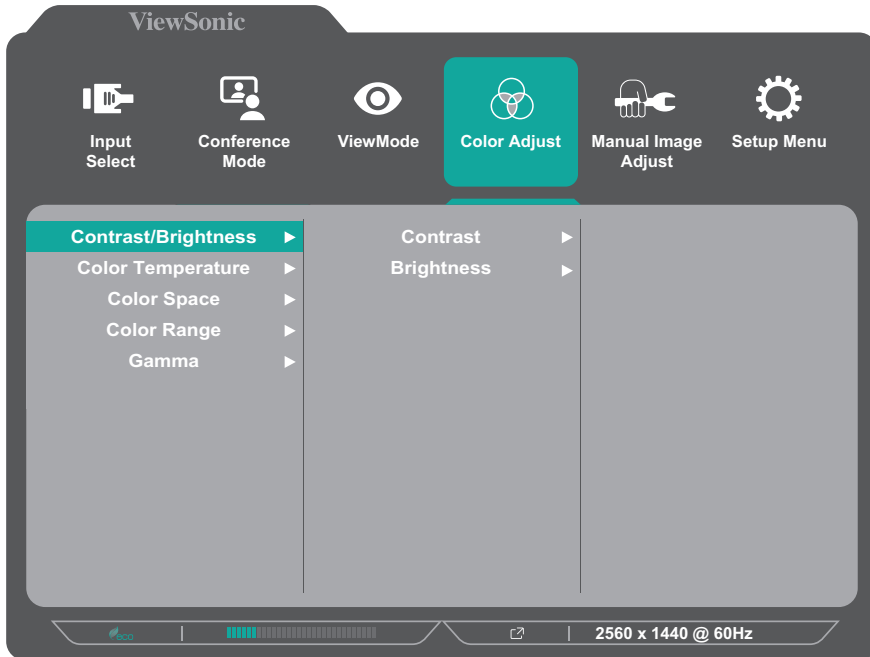 ViewSonic
Input
Select
Conference
Mode
ViewMode
Color Adjust
Manual Image
Adjust
Setup Menu
Contrast/Brightness
Color Temperature
Color Space
Color Range
Gamma
Contrast
Brightness
eco
2560 x 1440 @ 60Hz